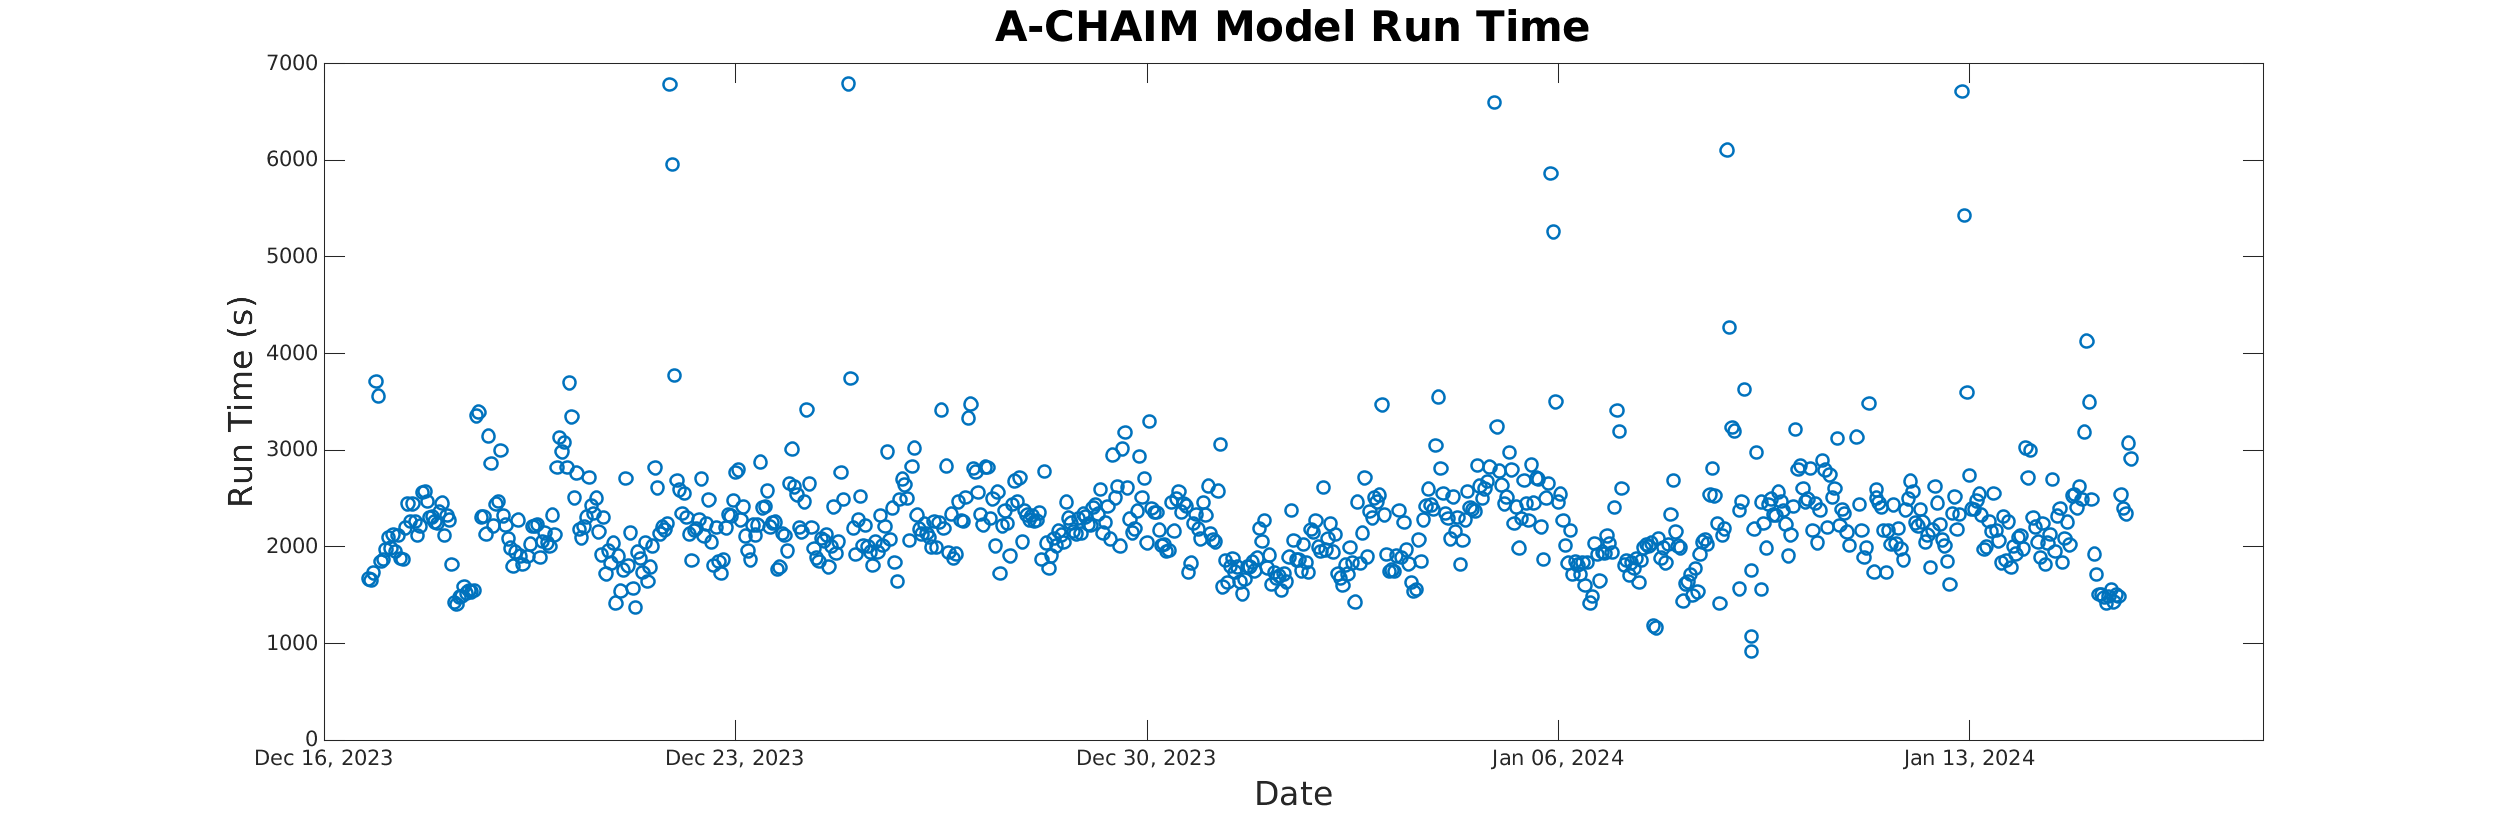 A-CHAIM Model Run Time
7000
6000
5000
4000
3000
2000
1000
0
Run Time (s)
Dec 16, 2023
Dec 23, 2023
Dec 30, 2023
Jan 06, 2024
Jan 13, 2024
Date